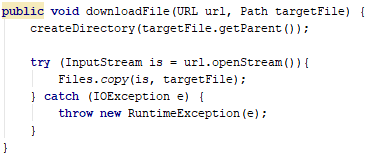 public void downloadFile(URL url, Path targetFile) {
    createDirectory(targetFile.getParent());

    try (InputStream is = url.openStream()){
        Files.copy(is, targetFile);
    } catch (IOException e) {
        throw new RuntimeException(e);
    }
}